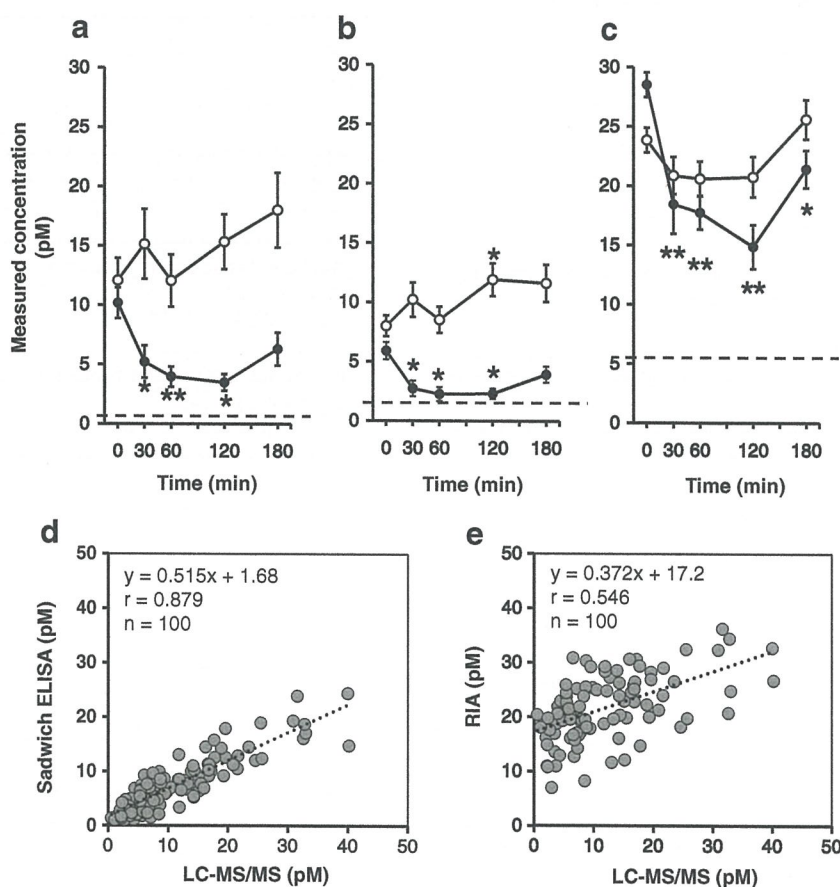 a
b
c
30
25
20
15
10
5
0
Measured concentration
(pM)
*
**
*
0 30 60 120 180
Time (min)
30
25
20
15
10
5
0
*
*
*
*
0 30 60 120 180
Time (min)
30
25
20
15
10
5
0
**
**
**
*
0 30 60 120 180
Time (min)
d
50
40
30
20
10
0
Sadwich ELISA (pM)
y = 0.515x + 1.68
r = 0.879
n = 100
0 10 20 30 40 50
LC-MS/MS (pM)
e
50
40
30
20
10
0
RIA (pM)
y = 0.372x + 17.2
r = 0.546
n = 100
0 10 20 30 40 50
LC-MS/MS (pM)